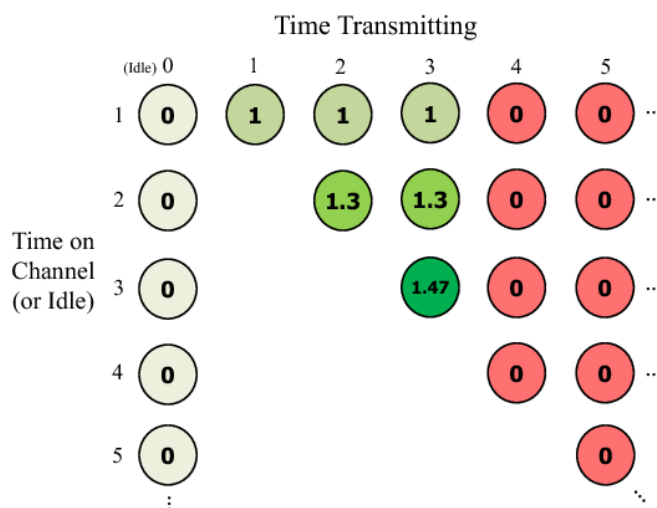 Time Transmitting
(Idle) 0 1 2 3 4 5
1 0 1 1 1 0 0 ..
2 0 1.3 1.3 0 0 ..
Time on
Channel
(or Idle)
3 0 1.47 0 0 ..
4 0 0 0 ..
5 0 0